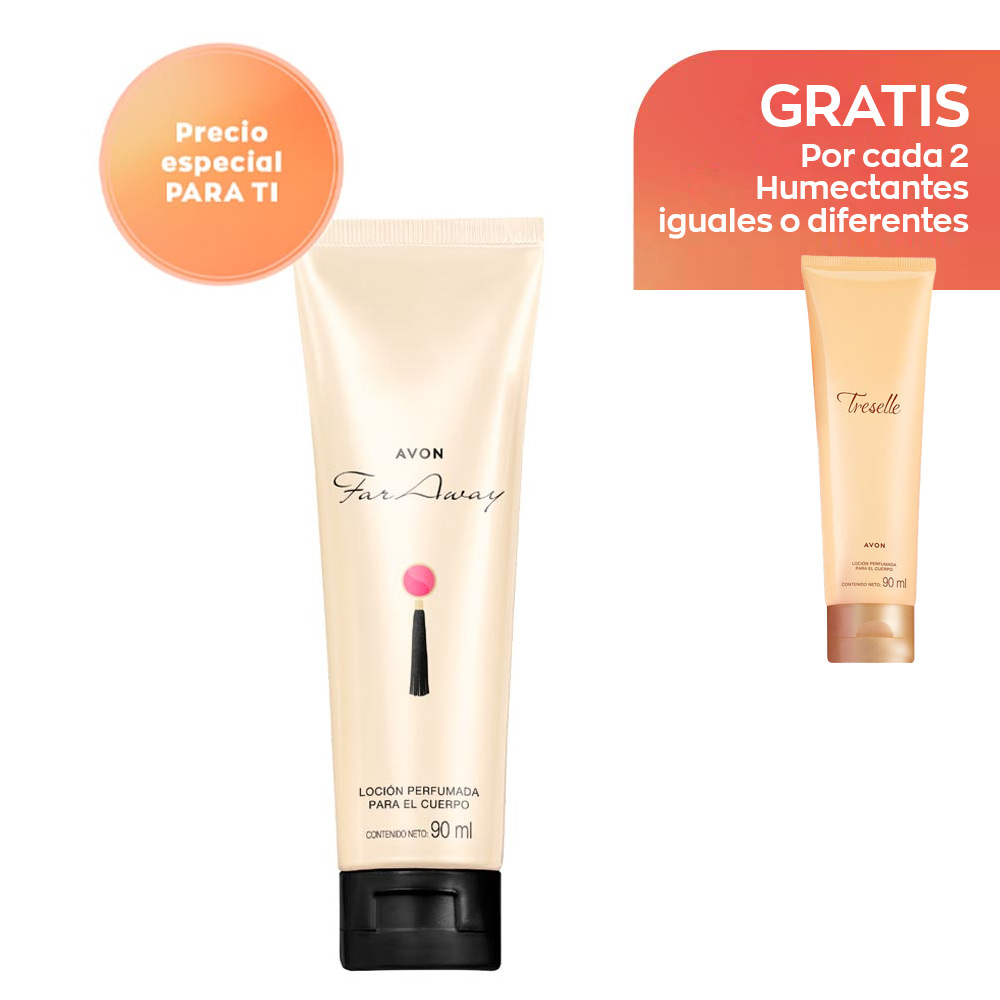 Precio
especial
PARA TI
GRATIS
Por cada 2
Humectantes
iguales o diferentes
AVON
Far Away
LOCIÓN PERFUMADA
PARA EL CUERPO
CONTENIDO NETO: 90 ml
Treselle
AVON
LOCIÓN PERFUMADA
PARA EL CUERPO
CONTENIDO NETO: 90 ml